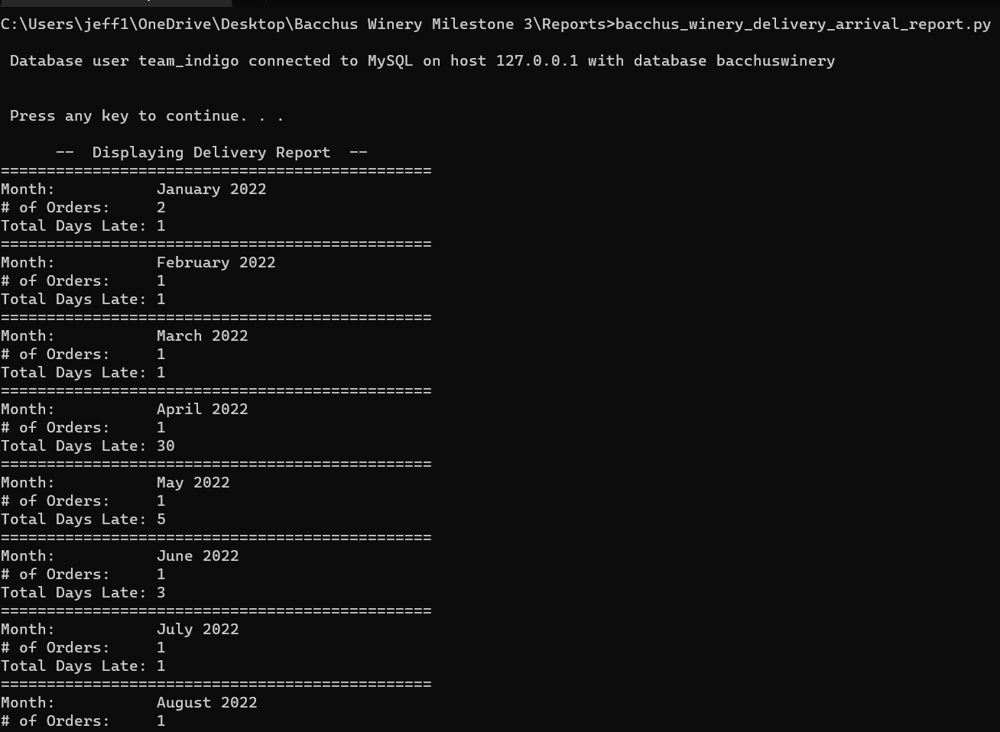 C:\Users\jeff1\OneDrive\Desktop\Bacchus Winery Milestone 3\Reports>bacchus_winery_delivery_arrival_report.py
Database user team_indigo connected to MySQL on host 127.0.0.1 with database bacchuswinery
Press any key to continue. . .
-- Displaying Delivery Report --
===============================================
Month: January 2022
# of Orders: 2
Total Days Late: 1
===============================================
Month: February 2022
# of Orders: 1
Total Days Late: 1
===============================================
Month: March 2022
# of Orders: 1
Total Days Late: 1
===============================================
Month: April 2022
# of Orders: 1
Total Days Late: 30
===============================================
Month: May 2022
# of Orders: 1
Total Days Late: 5
===============================================
Month: June 2022
# of Orders: 1
Total Days Late: 3
===============================================
Month: July 2022
# of Orders: 1
Total Days Late: 1
===============================================
Month: August 2022
# of Orders: 1